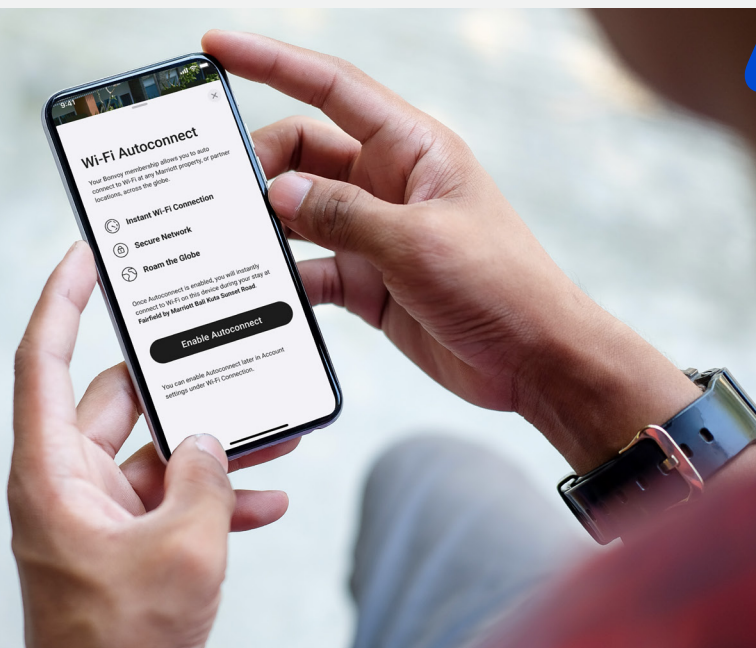 9:41
Wi-Fi Autoconnect
Your Bonvoy membership allows you to auto
connect to Wi-Fi at any Marriott property, or partner
locations, across the globe.
Instant Wi-Fi Connection
Secure Network
Roam the Globe
Once Autoconnect is enabled, you will instantly
connect to Wi-Fi on this device during your stay at
Fairfield by Marriott Bali Kuta Sunset Road.
Enable Autoconnect
You can enable Autoconnect later in Account
settings under Wi-Fi Connection.